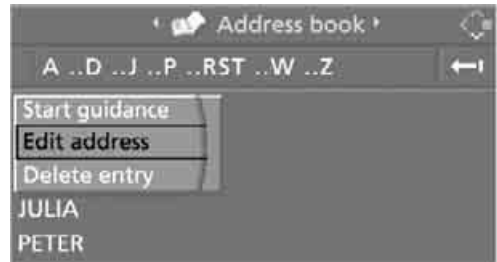 Address book
A ..D ..J ..P ..RST ..W ..Z
Start guidance
Edit address
Delete entry
JULIA
PETER